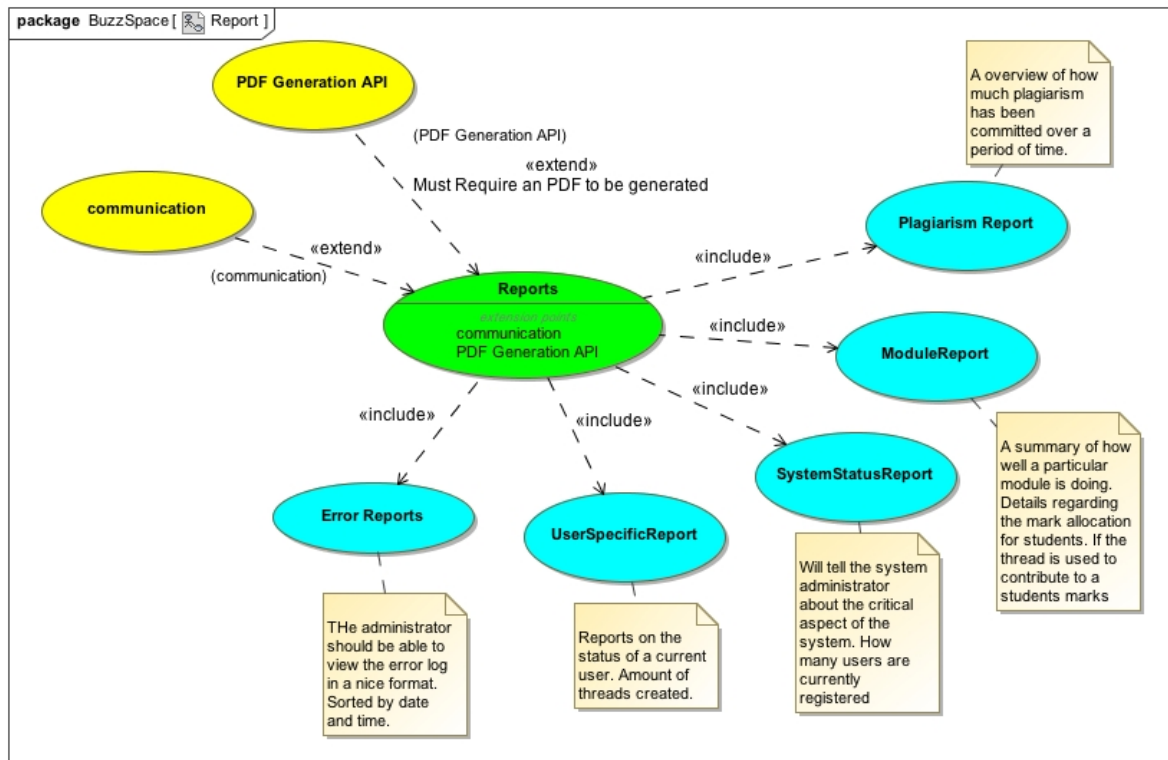 package BuzzSpace [ Report ]
PDF Generation API
(PDF Generation API)
«extend»
Must Require an PDF to be generated
A overview of how
much plagiarism
has been
committed over a
period of time.
communication
«extend»
(communication)
Plagiarism Report
«include»
Reports
extension points
communication
PDF Generation API
«include»
ModuleReport
«include»
«include»
«include»
A summary of how
well a particular
module is doing.
Details regarding
the mark allocation
for students. If the
thread is used to
contribute to a
students marks
SystemStatusReport
Error Reports
UserSpecificReport
Will tell the system
administrator
about the critical
aspect of the
system. How
many users are
currently
registered
THe administrator
should be able to
view the error log
in a nice format.
Sorted by date
and time.
Reports on the
status of a current
user. Amount of
threads created.